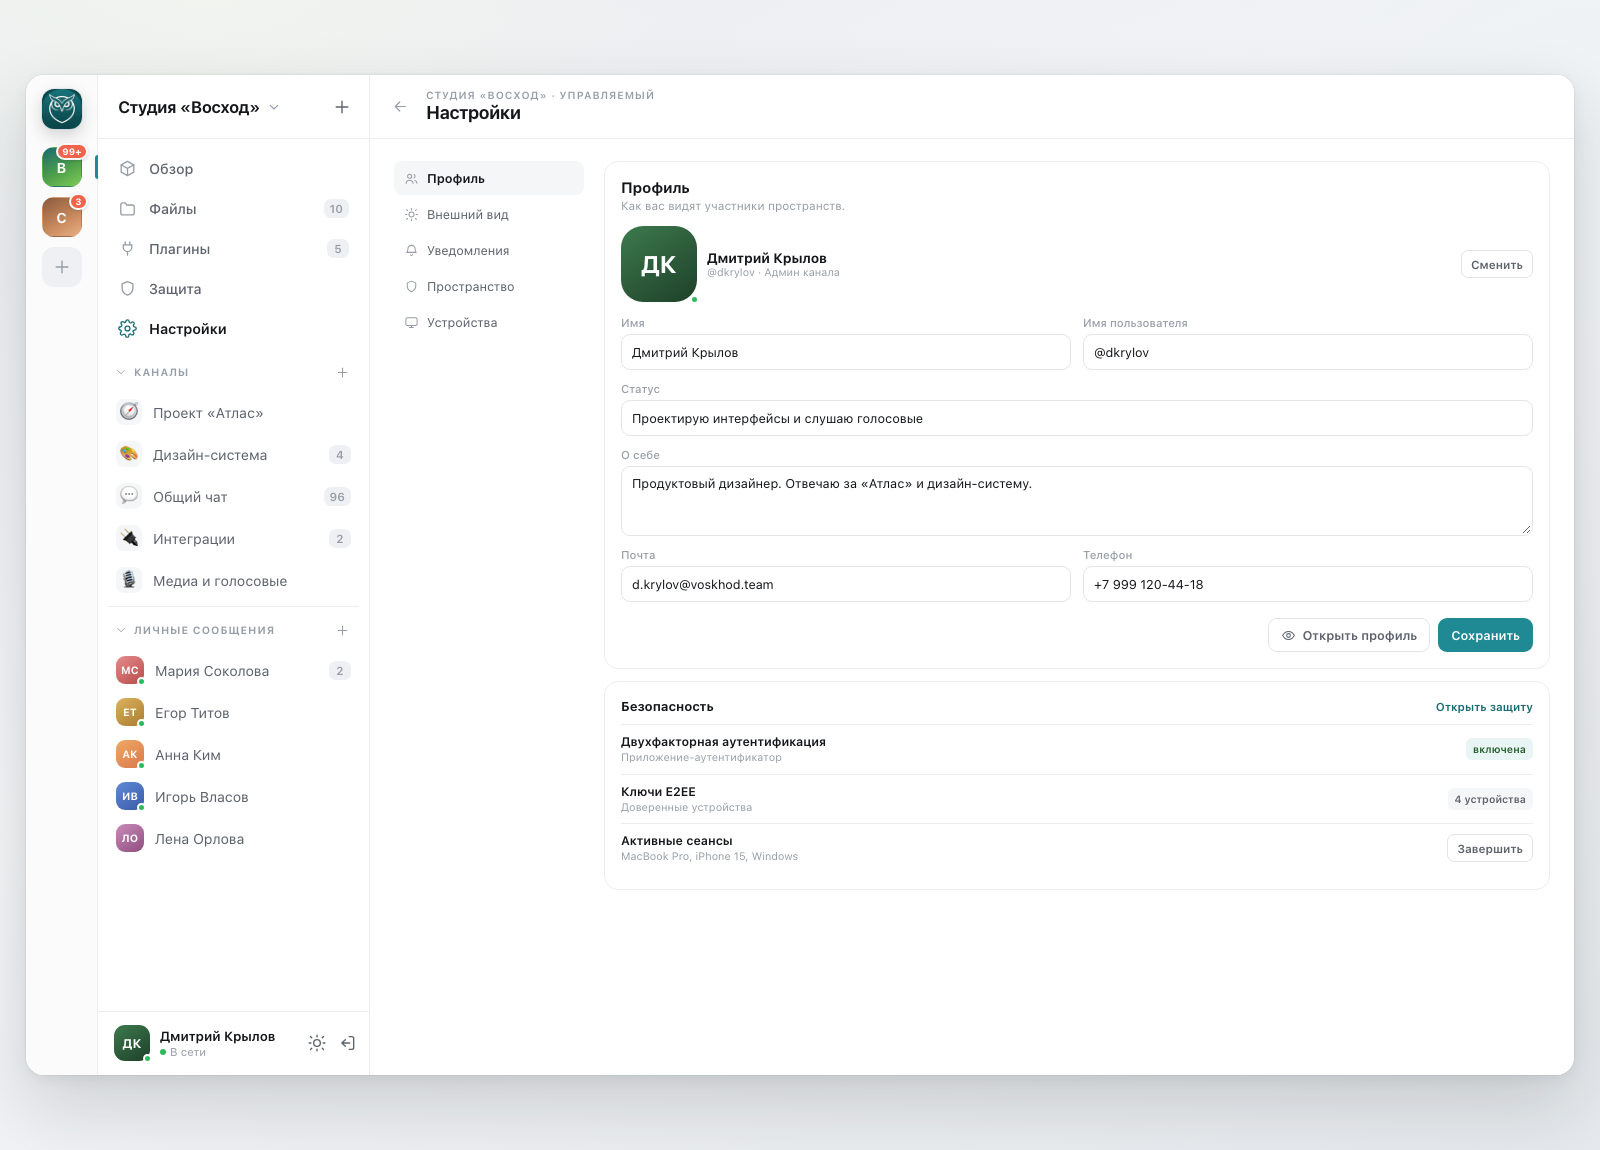 99+
В
3
С
Студия «Восход»
Обзор
Файлы 10
Плагины 5
Защита
Настройки
КАНАЛЫ
Проект «Атлас»
Дизайн-система 4
Общий чат 96
Интеграции 2
Медиа и голосовые
ЛИЧНЫЕ СООБЩЕНИЯ
МС Мария Соколова 2
ЕТ Егор Титов
АК Анна Ким
ИВ Игорь Власов
ЛО Лена Орлова
ДК Дмитрий Крылов
В сети
СТУДИЯ «ВОСХОД» · УПРАВЛЯЕМЫЙ
Настройки
Профиль
Внешний вид
Уведомления
Пространство
Устройства
Профиль
Как вас видят участники пространств.
ДК
Дмитрий Крылов
@dkrylov · Админ канала
Сменить
Имя
Дмитрий Крылов
Имя пользователя
@dkrylov
Статус
Проектирую интерфейсы и слушаю голосовые
О себе
Продуктовый дизайнер. Отвечаю за «Атлас» и дизайн-систему.
Почта
d.krylov@voskhod.team
Телефон
+7 999 120-44-18
Открыть профиль
Сохранить
Безопасность
Открыть защиту
Двухфакторная аутентификация
Приложение-аутентификатор
включена
Ключи E2EE
Доверенные устройства
4 устройства
Активные сеансы
MacBook Pro, iPhone 15, Windows
Завершить